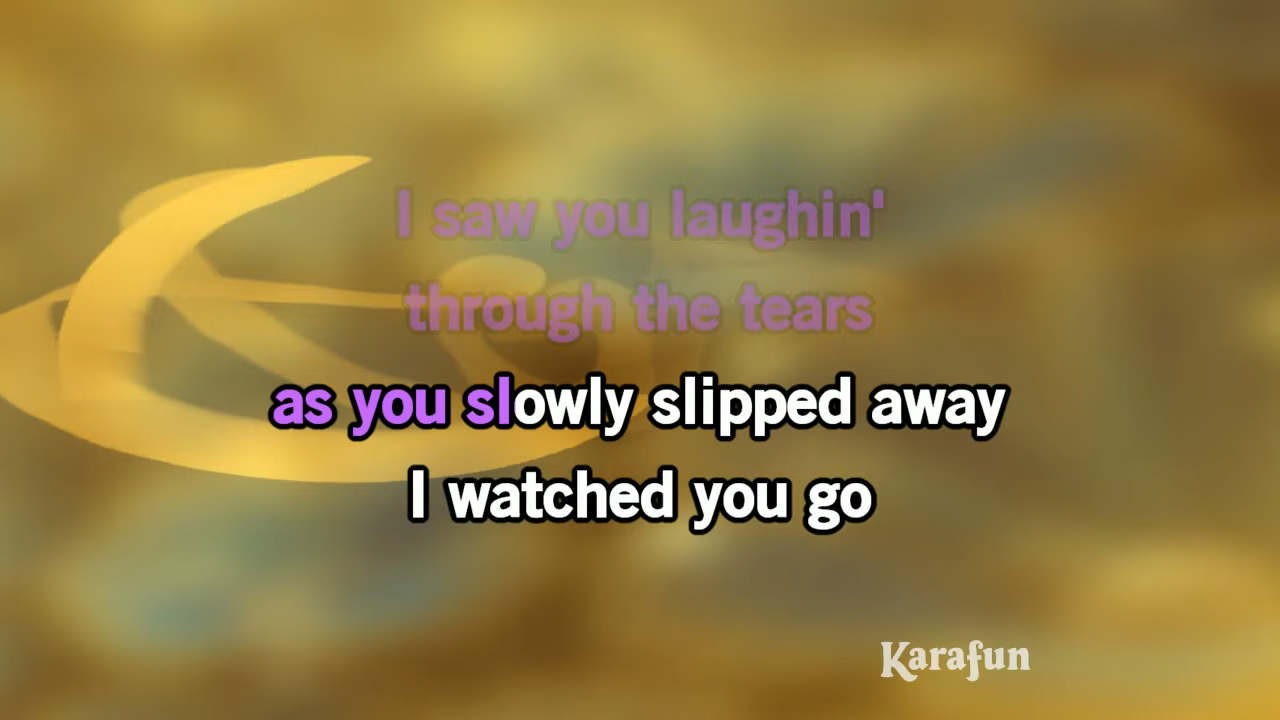 I saw you laughin'
through the tears
as you slowly slipped away
I watched you go
Karafun